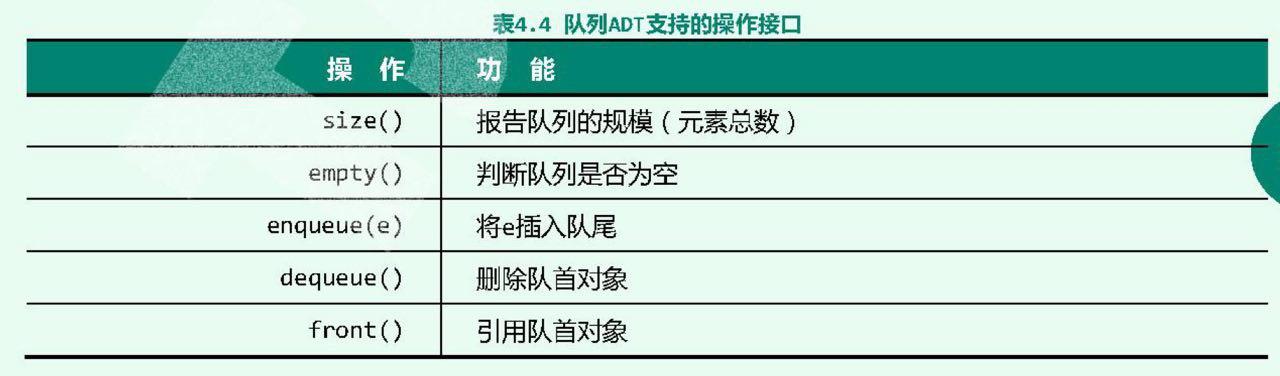 表4.4 队列ADT支持的操作接口
操 作 功 能
size() 报告队列的规模（元素总数）
empty() 判断队列是否为空
enqueue(e) 将e插入队尾
dequeue() 删除队首对象
front() 引用队首对象